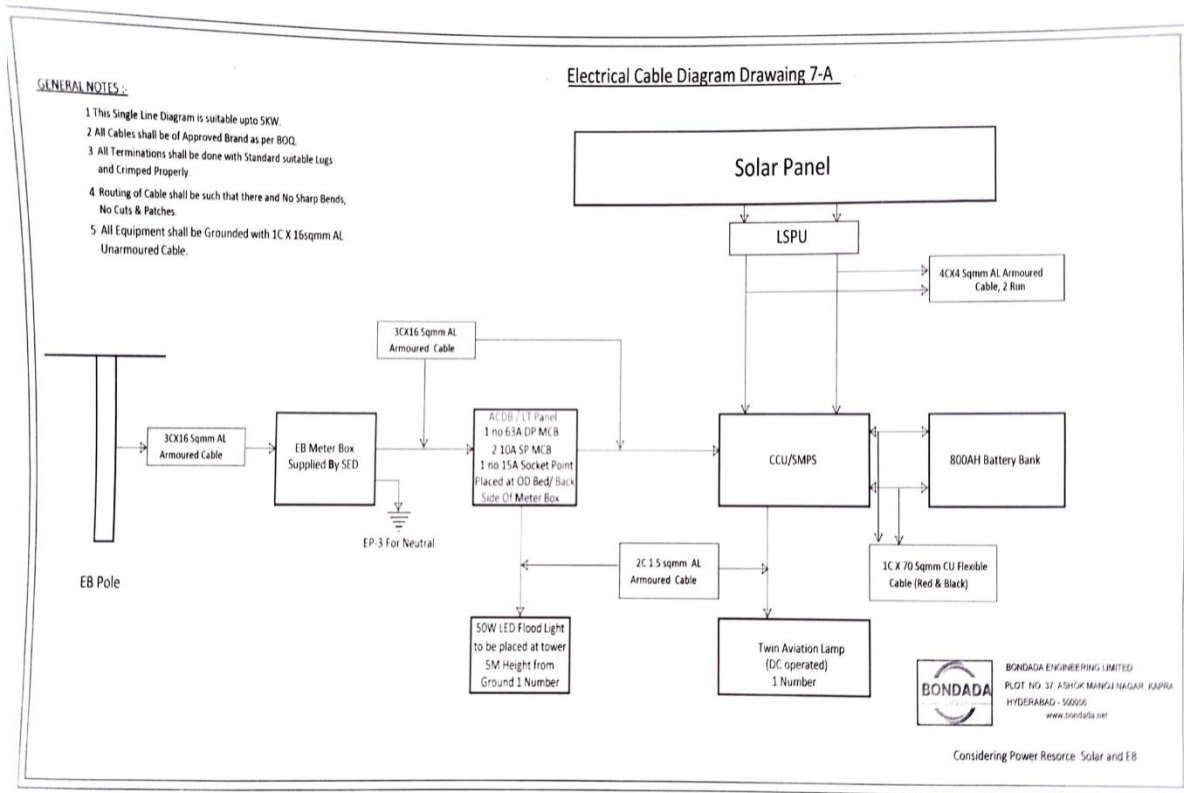 Electrical Cable Diagram Drawaing 7-A
GENERAL NOTES :-
1 This Single Line Diagram is suitable upto 5KW.
2 All Cables shall be of Approved Brand as per BOQ.
3 All Terminations shall be done with Standard suitable Lugs
and Crimped Properly.
4 Routing of Cable shall be such that there and No Sharp Bends,
No Cuts & Patches.
5 All Equipment shall be Grounded with 1C X 16sqmm AL
Unarmoured Cable.
Solar Panel
LSPU
4CX4 Sqmm AL Armoured
Cable, 2 Run
3CX16 Sqmm AL
Armoured Cable
3CX16 Sqmm AL
Armoured Cable
EB Meter Box
Supplied By SED
ACDB / LT Panel
1 no 63A DP MCB
2 10A SP MCB
1 no 15A Socket Point
Placed at OD Bed/ Back
Side Of Meter Box
CCU/SMPS
800AH Battery Bank
EP-3 For Neutral
EB Pole
2C 1.5 sqmm AL
Armoured Cable
1C X 70 Sqmm CU Flexible
Cable (Red & Black)
50W LED Flood Light
to be placed at tower
5M Height from
Ground 1 Number
Twin Aviation Lamp
(DC operated)
1 Number
BONDADA
BONDADA ENGINEERING LIMITED
PLOT NO 37, ASHOK MANOJ NAGAR, KAPRA
HYDERABAD - 500056
www.bondada.net
Considering Power Resorce Solar and EB